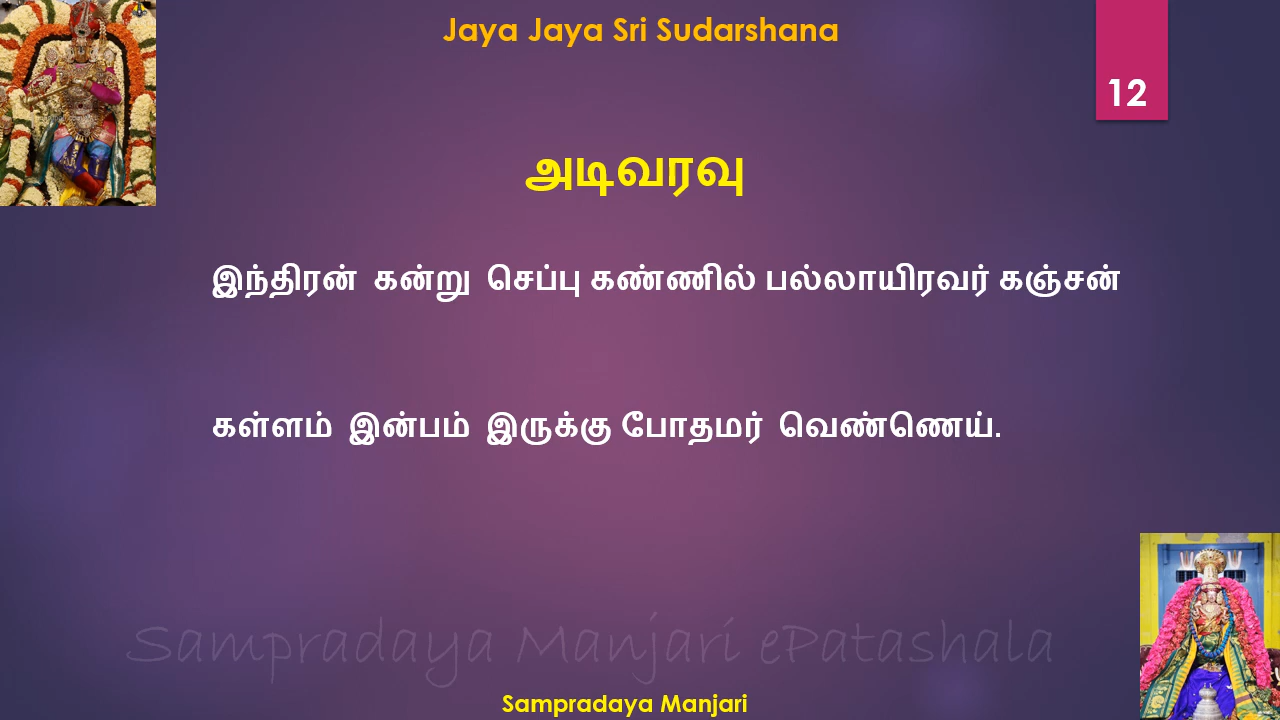 Jaya Jaya Sri Sudarshana
12
அடிவரவு
இந்திரன் கன்று செப்பு கண்ணில் பல்லாயிரவர் கஞ்சன்
கள்ளம் இன்பம் இருக்கு போதமர் வெண்ணெய்.
Sampradaya Manjari ePatashala
Sampradaya Manjari